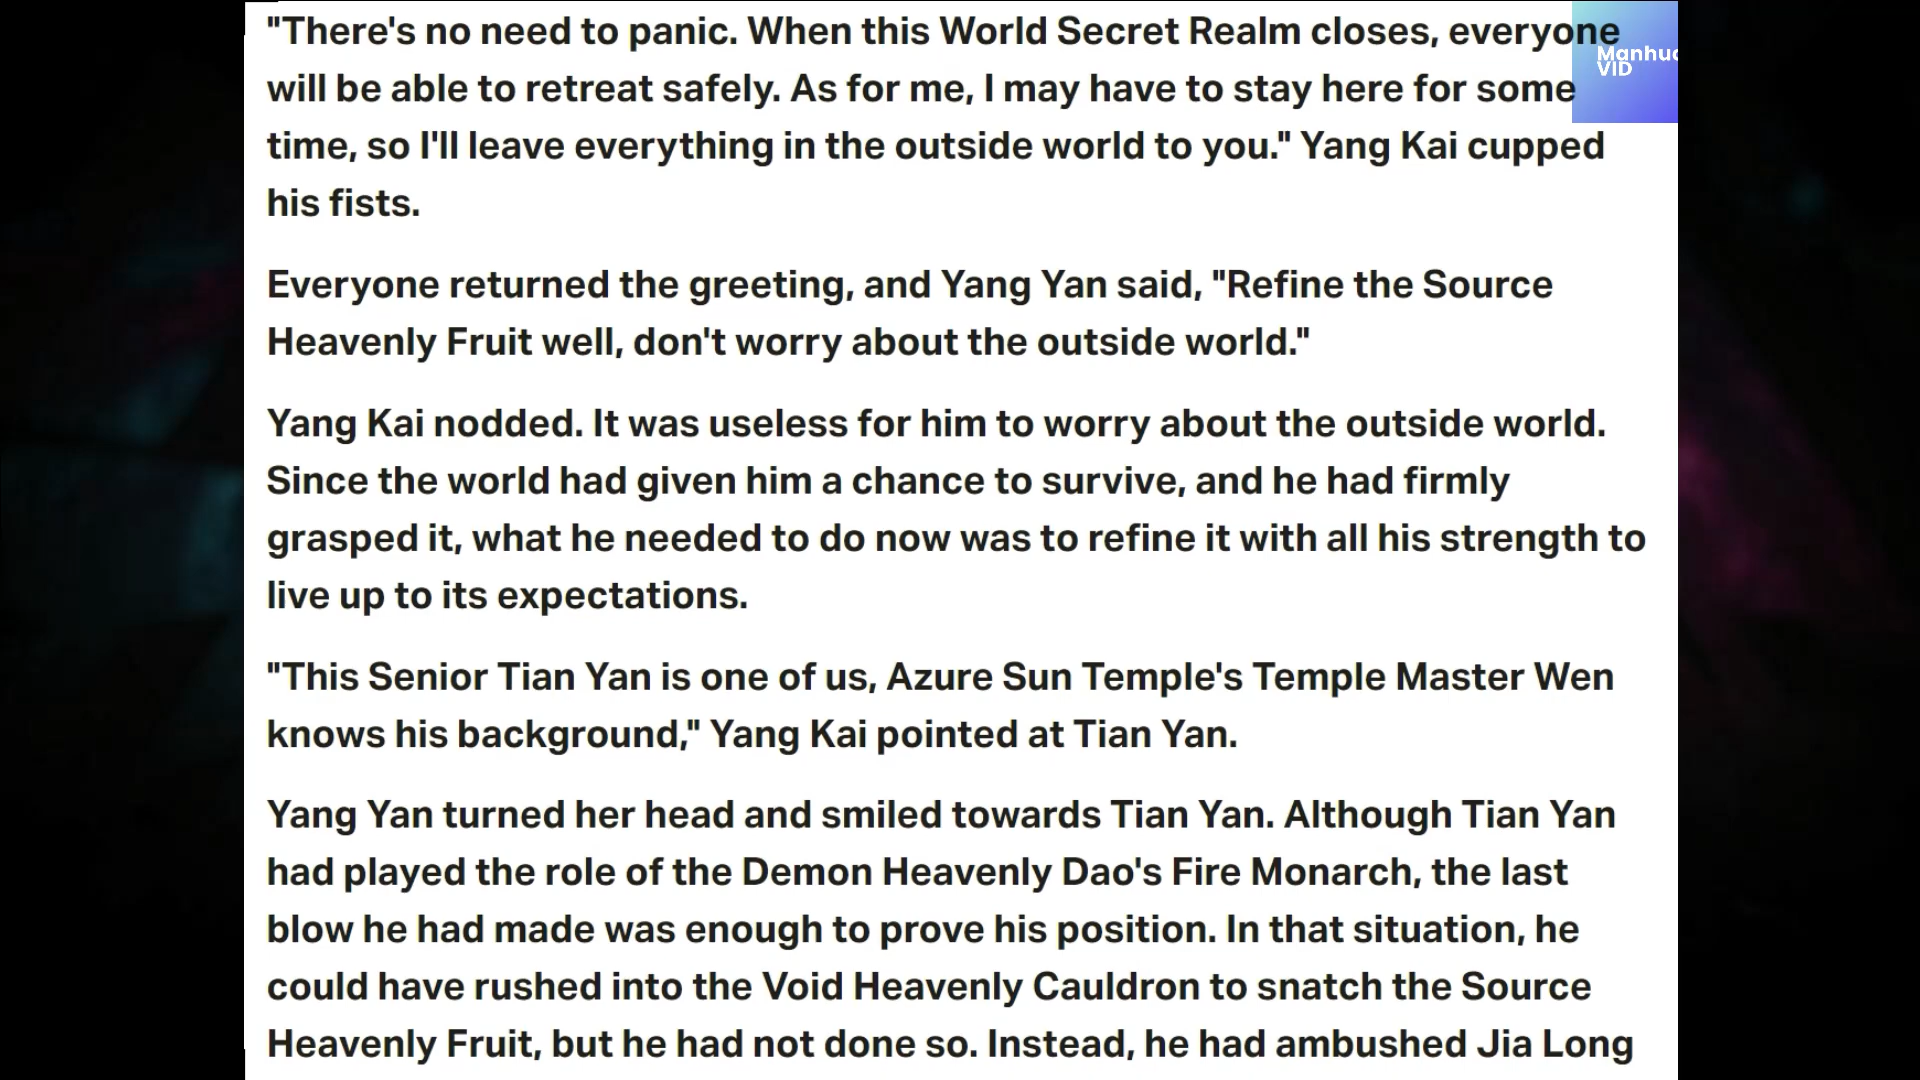 "There's no need to panic. When this World Secret Realm closes, everyone
will be able to retreat safely. As for me, I may have to stay here for some
time, so I'll leave everything in the outside world to you." Yang Kai cupped
his fists.
Everyone returned the greeting, and Yang Yan said, "Refine the Source
Heavenly Fruit well, don't worry about the outside world."
Yang Kai nodded. It was useless for him to worry about the outside world.
Since the world had given him a chance to survive, and he had firmly
grasped it, what he needed to do now was to refine it with all his strength to
live up to its expectations.
"This Senior Tian Yan is one of us, Azure Sun Temple's Temple Master Wen
knows his background," Yang Kai pointed at Tian Yan.
Yang Yan turned her head and smiled towards Tian Yan. Although Tian Yan
had played the role of the Demon Heavenly Dao's Fire Monarch, the last
blow he had made was enough to prove his position. In that situation, he
could have rushed into the Void Heavenly Cauldron to snatch the Source
Heavenly Fruit, but he had not done so. Instead, he had ambushed Jia Long
VID